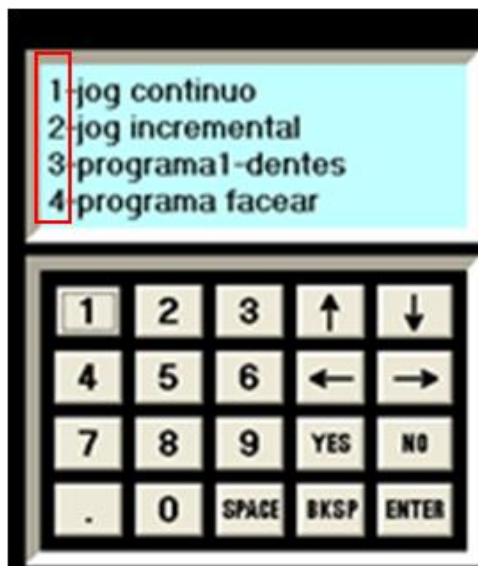 1-jog continuo
2-jog incremental
3-programa1-dentes
4-programa facear
1 2 3 ↑ ↓
4 5 6 ← →
7 8 9 YES NO
. 0 SPACE BKSP ENTER